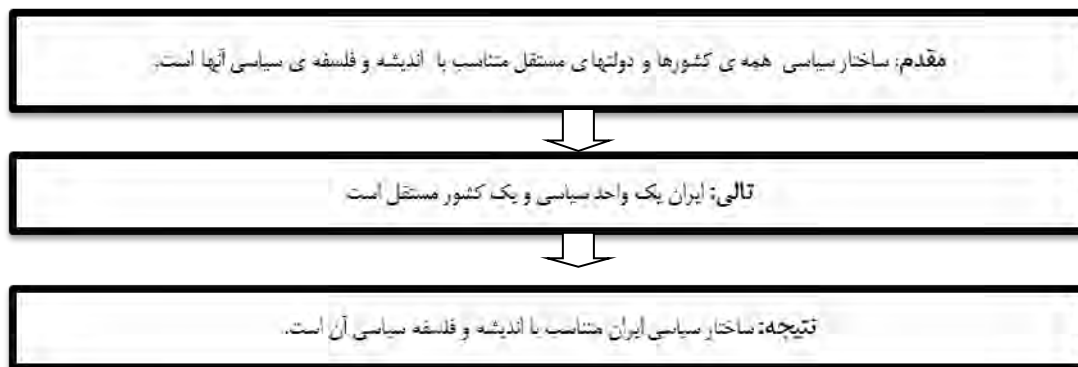 مقدم: ساختار سیاسی همه ی کشورها و دولتها ی مستقل متناسب با اندیشه و فلسفه ی سیاسی آنها است.
تالی: ایران یک واحد سیاسی و یک کشور مستقل است
نتیجه: ساختار سیاسی ایران متناسب با اندیشه و فلسفه سیاسی آن است.